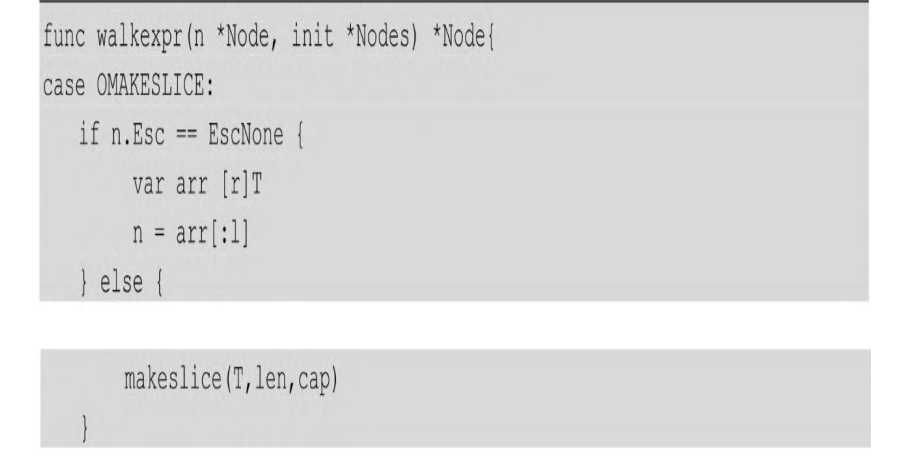 func walkexpr(n *Node, init *Nodes) *Node{
case OMAKESLICE:
if n.Esc == EscNone {
var arr [r]T
n = arr[:l]
} else {
makeslice(T,len,cap)
}